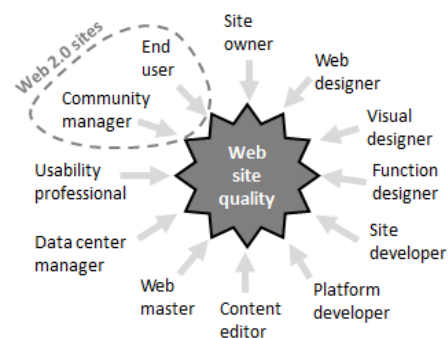 Web 2.0 sites
End
user
Community
manager
Site
owner
Web
designer
Visual
designer
Function
designer
Site
developer
Platform
developer
Content
editor
Web
master
Data center
manager
Usability
professional
Web
site
quality